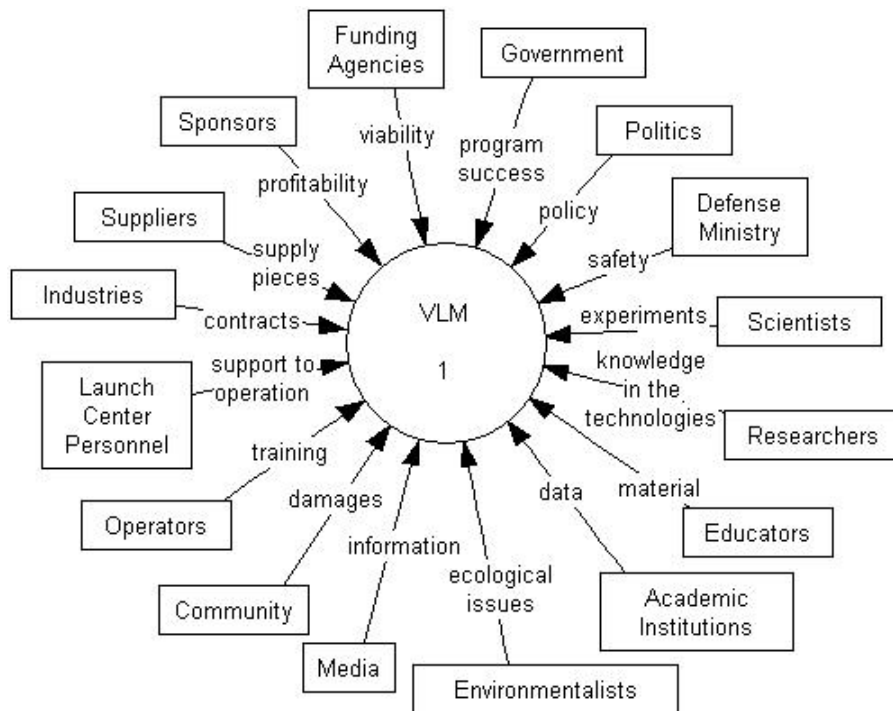 Funding
Agencies
Government
Sponsors
viability
program
success
Politics
profitability
policy
Suppliers
Defense
Ministry
supply
pieces
safety
Industries
contracts
VLM
1
experiments
Scientists
support to
operation
knowledge
in the
technologies
Launch
Center
Personnel
Researchers
training
damages
data
material
Operators
information
Educators
Community
ecological
issues
Academic
Institutions
Media
Environmentalists